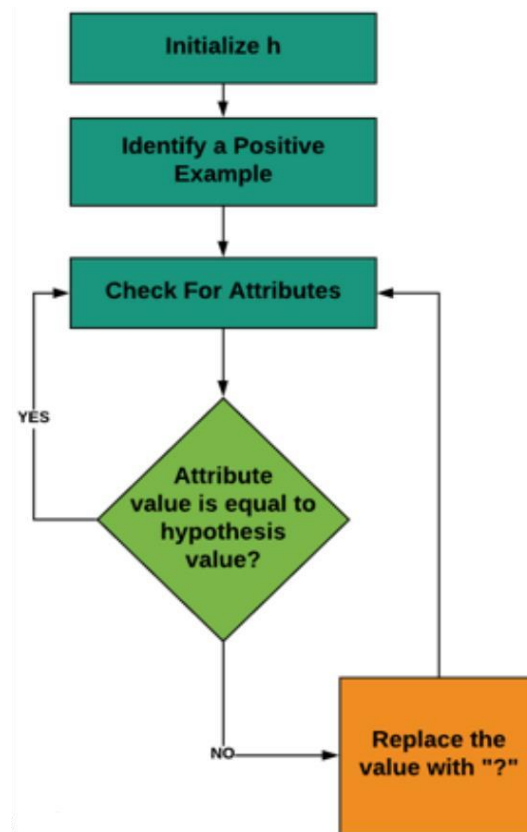 Initialize h
Identify a Positive
Example
Check For Attributes
YES
Attribute
value is equal to
hypothesis
value?
NO
Replace the
value with "?"